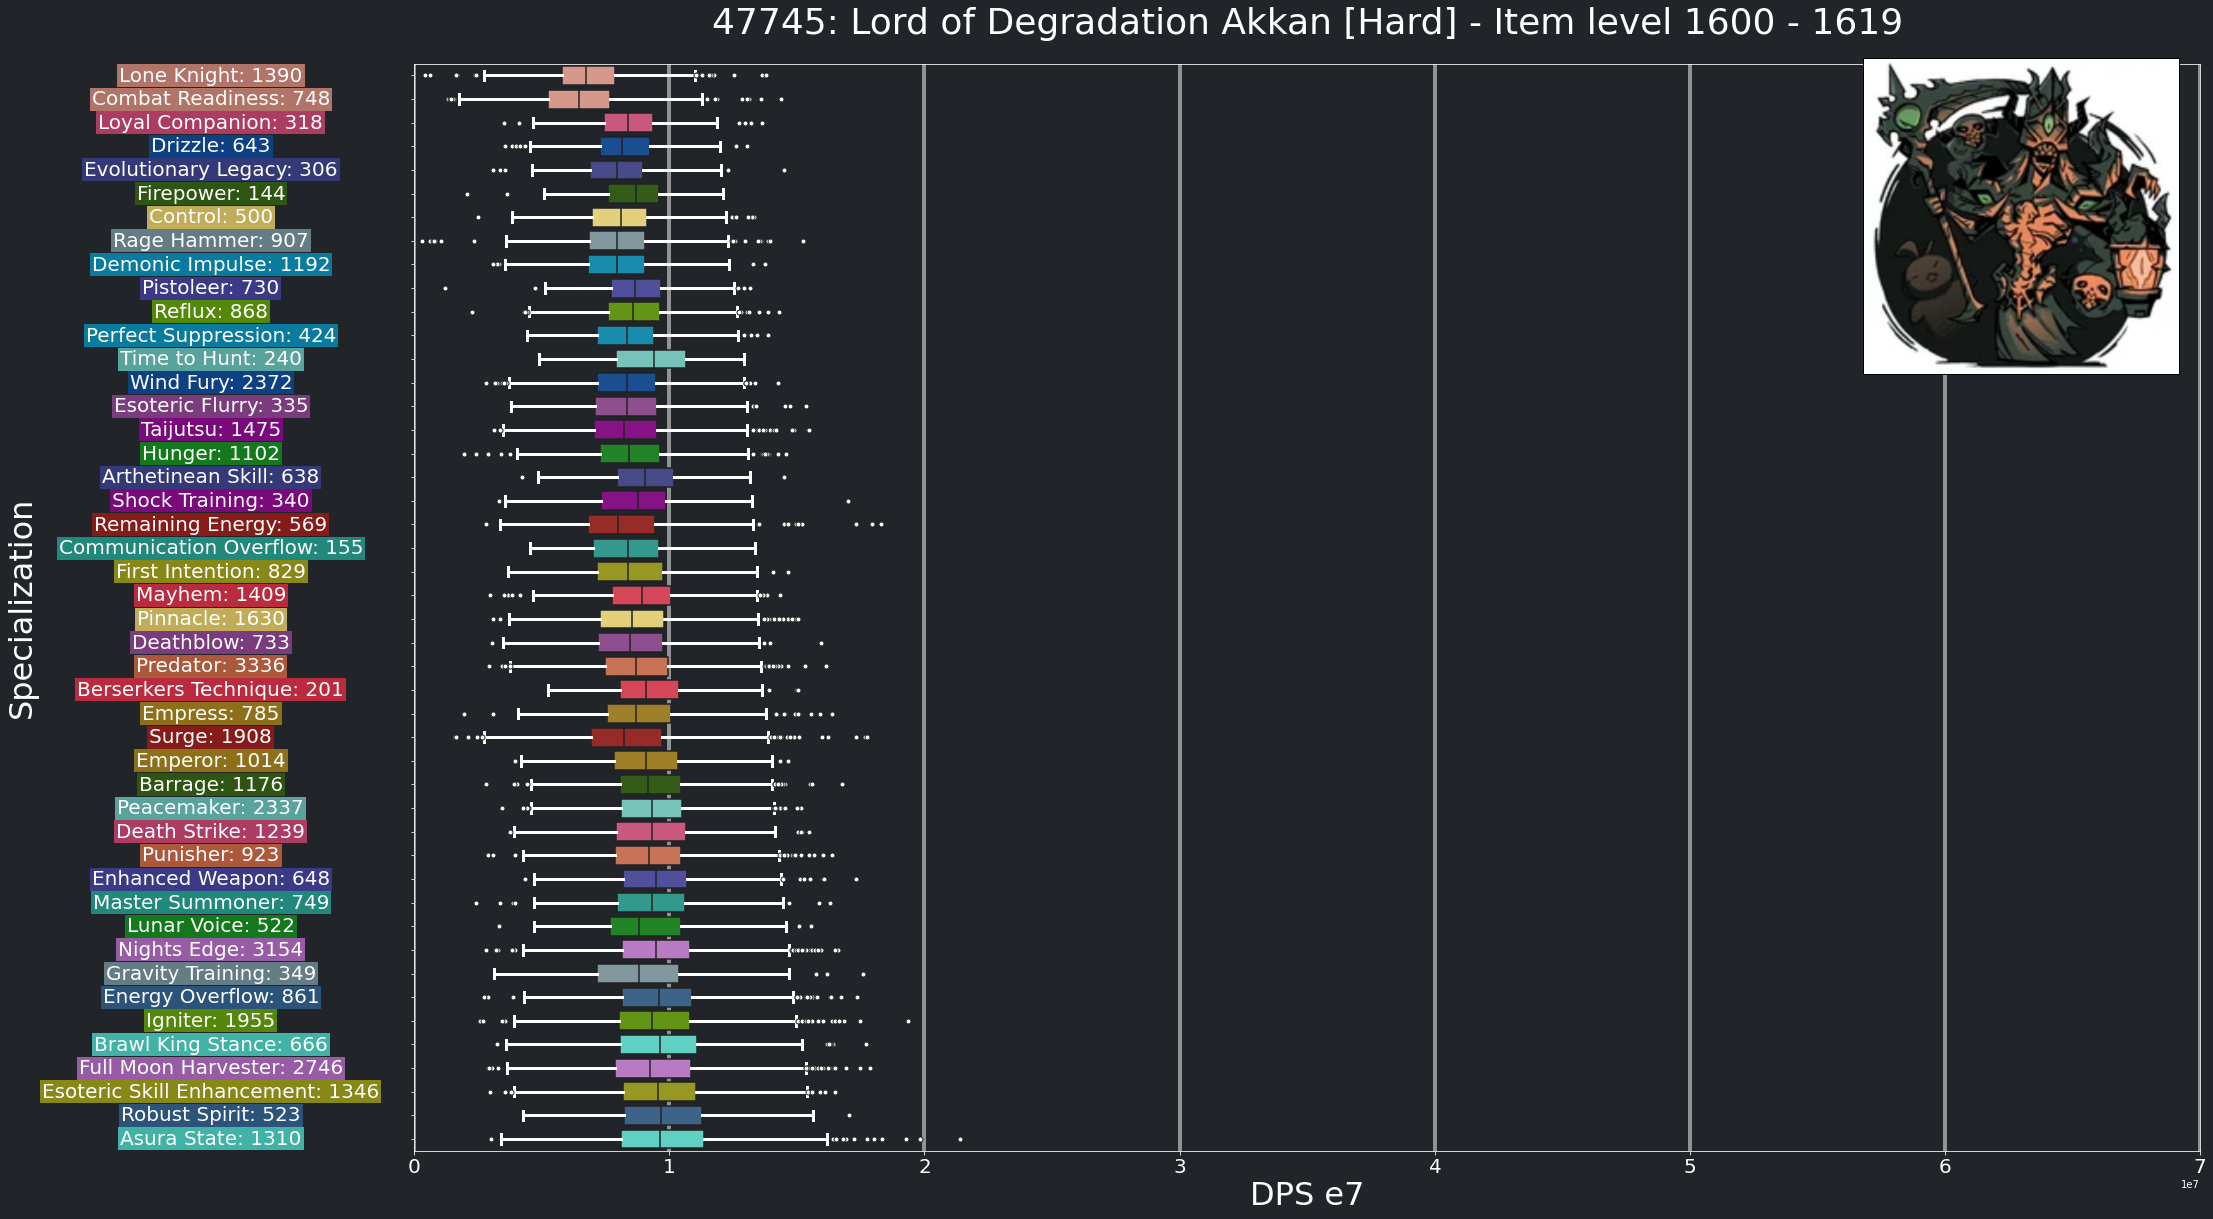 47745: Lord of Degradation Akkan [Hard] - Item level 1600 - 1619
Specialization
Lone Knight: 1390
Combat Readiness: 748
Loyal Companion: 318
Drizzle: 643
Evolutionary Legacy: 306
Firepower: 144
Control: 500
Rage Hammer: 907
Demonic Impulse: 1192
Pistoleer: 730
Reflux: 868
Perfect Suppression: 424
Time to Hunt: 240
Wind Fury: 2372
Esoteric Flurry: 335
Taijutsu: 1475
Hunger: 1102
Arthetinean Skill: 638
Shock Training: 340
Remaining Energy: 569
Communication Overflow: 155
First Intention: 829
Mayhem: 1409
Pinnacle: 1630
Deathblow: 733
Predator: 3336
Berserkers Technique: 201
Empress: 785
Surge: 1908
Emperor: 1014
Barrage: 1176
Peacemaker: 2337
Death Strike: 1239
Punisher: 923
Enhanced Weapon: 648
Master Summoner: 749
Lunar Voice: 522
Nights Edge: 3154
Gravity Training: 349
Energy Overflow: 861
Igniter: 1955
Brawl King Stance: 666
Full Moon Harvester: 2746
Esoteric Skill Enhancement: 1346
Robust Spirit: 523
Asura State: 1310
0 1 2 3 4 5 6 7
1e7
DPS e7